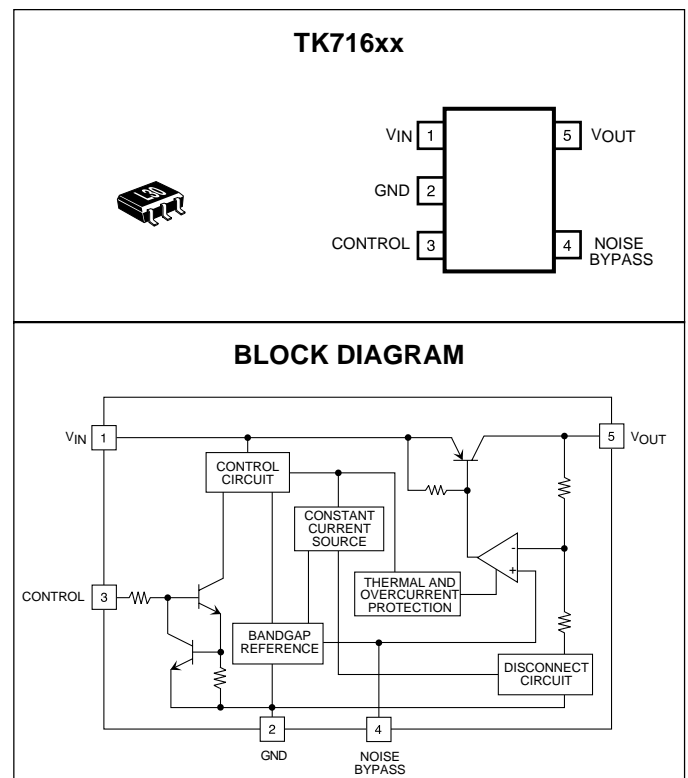 TK716xx
L30
VIN 1
5 VOUT
GND 2
CONTROL 3
4 NOISE
BYPASS
BLOCK DIAGRAM
VIN 1
5 VOUT
CONTROL
CIRCUIT
CONSTANT
CURRENT
SOURCE
THERMAL AND
OVERCURRENT
PROTECTION
-
+
CONTROL 3
BANDGAP
REFERENCE
DISCONNECT
CIRCUIT
2
GND
4
NOISE
BYPASS